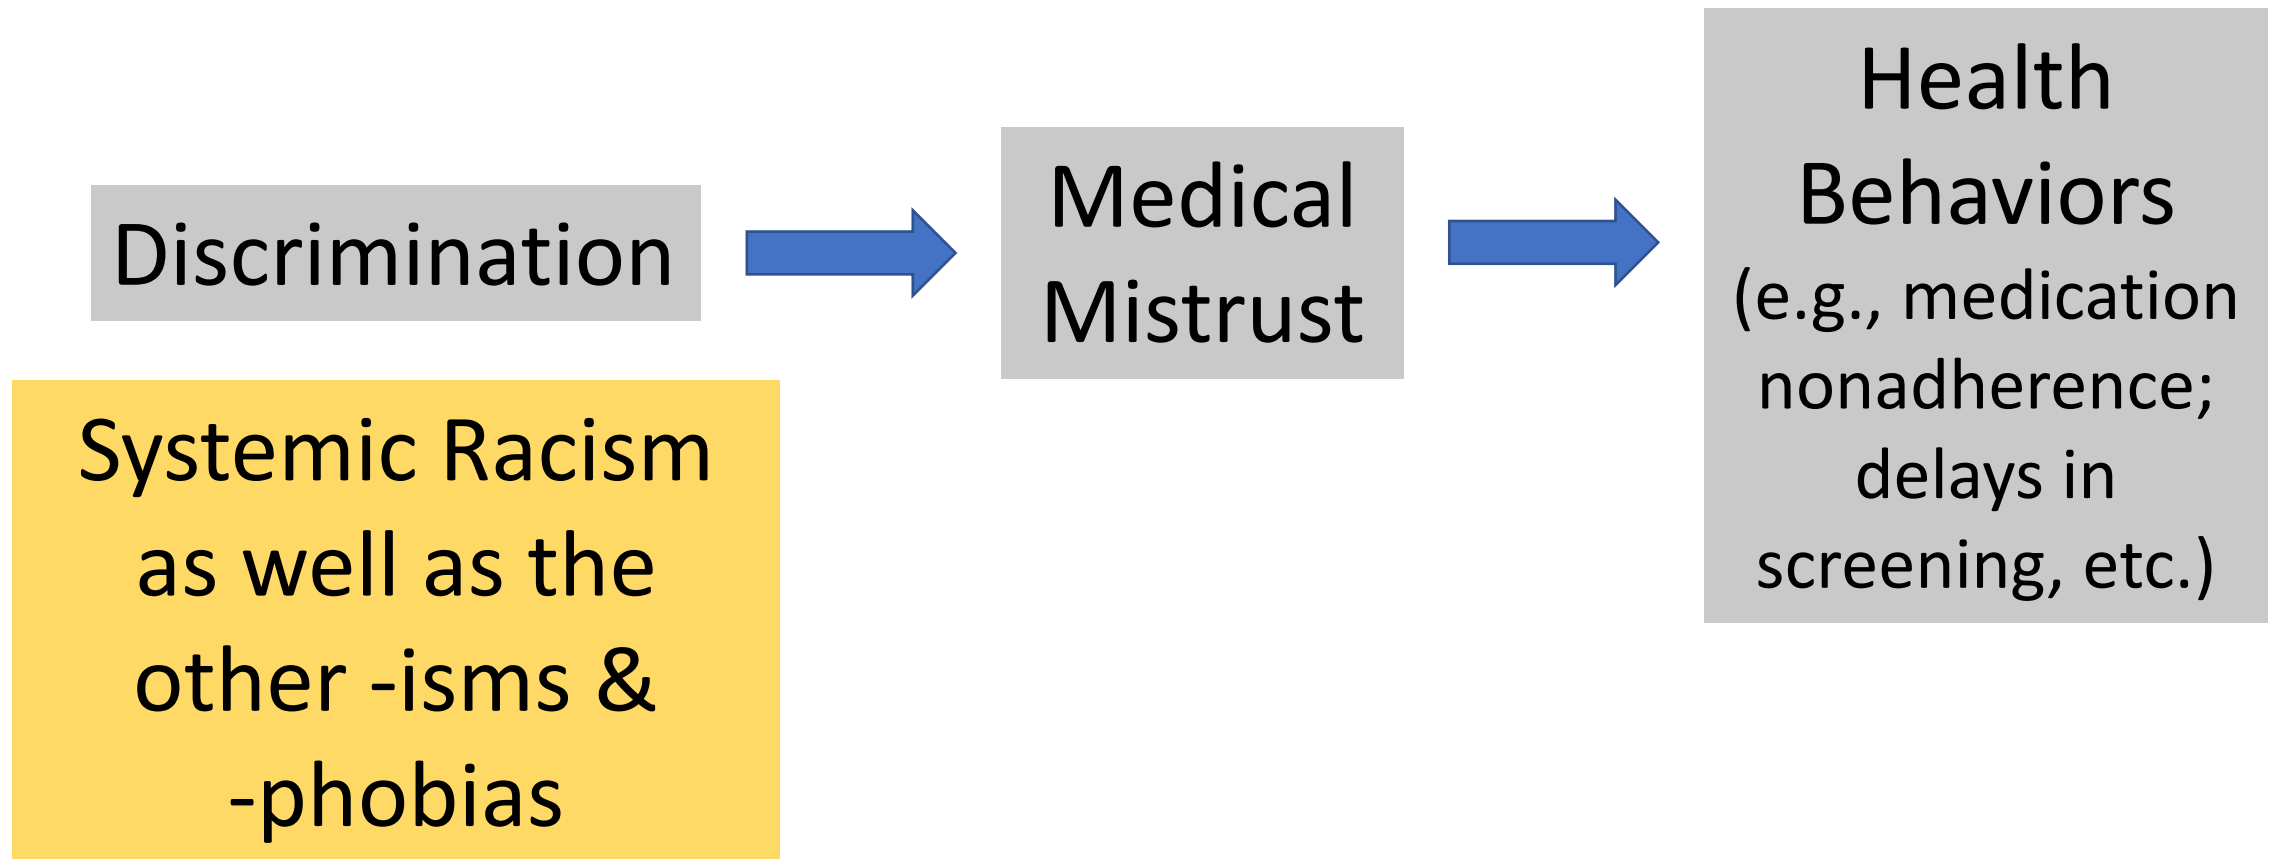 Discrimination
Systemic Racism
as well as the
other -isms &
-phobias
Medical
Mistrust
Health
Behaviors
(e.g., medication
nonadherence;
delays in
screening, etc.)